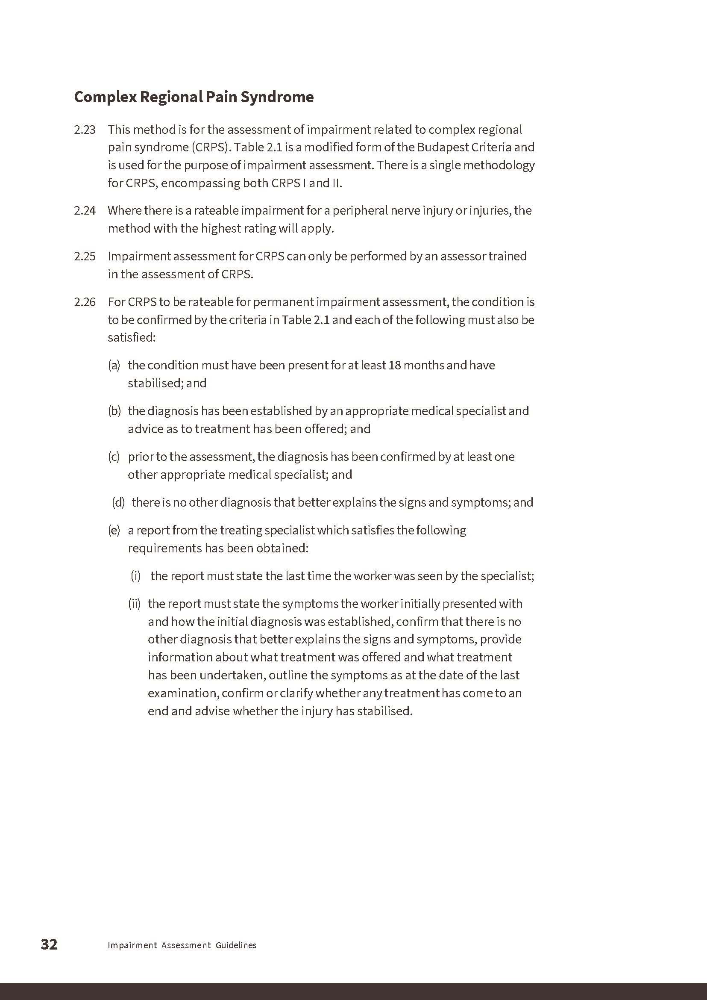 Complex Regional Pain Syndrome
2.23 This method is for the assessment of impairment related to complex regional
pain syndrome (CRPS). Table 2.1 is a modified form of the Budapest Criteria and
is used for the purpose of impairment assessment. There is a single methodology
for CRPS, encompassing both CRPS I and II.
2.24 Where there is a rateable impairment for a peripheral nerve injury or injuries, the
method with the highest rating will apply.
2.25 Impairment assessment for CRPS can only be performed by an assessor trained
in the assessment of CRPS.
2.26 For CRPS to be rateable for permanent impairment assessment, the condition is
to be confirmed by the criteria in Table 2.1 and each of the following must also be
satisfied:
(a) the condition must have been present for at least 18 months and have
stabilised; and
(b) the diagnosis has been established by an appropriate medical specialist and
advice as to treatment has been offered; and
(c) prior to the assessment, the diagnosis has been confirmed by at least one
other appropriate medical specialist; and
(d) there is no other diagnosis that better explains the signs and symptoms; and
(e) a report from the treating specialist which satisfies the following
requirements has been obtained:
(i) the report must state the last time the worker was seen by the specialist;
(ii) the report must state the symptoms the worker initially presented with
and how the initial diagnosis was established, confirm that there is no
other diagnosis that better explains the signs and symptoms, provide
information about what treatment was offered and what treatment
has been undertaken, outline the symptoms as at the date of the last
examination, confirm or clarify whether any treatment has come to an
end and advise whether the injury has stabilised.
32 Impairment Assessment Guidelines